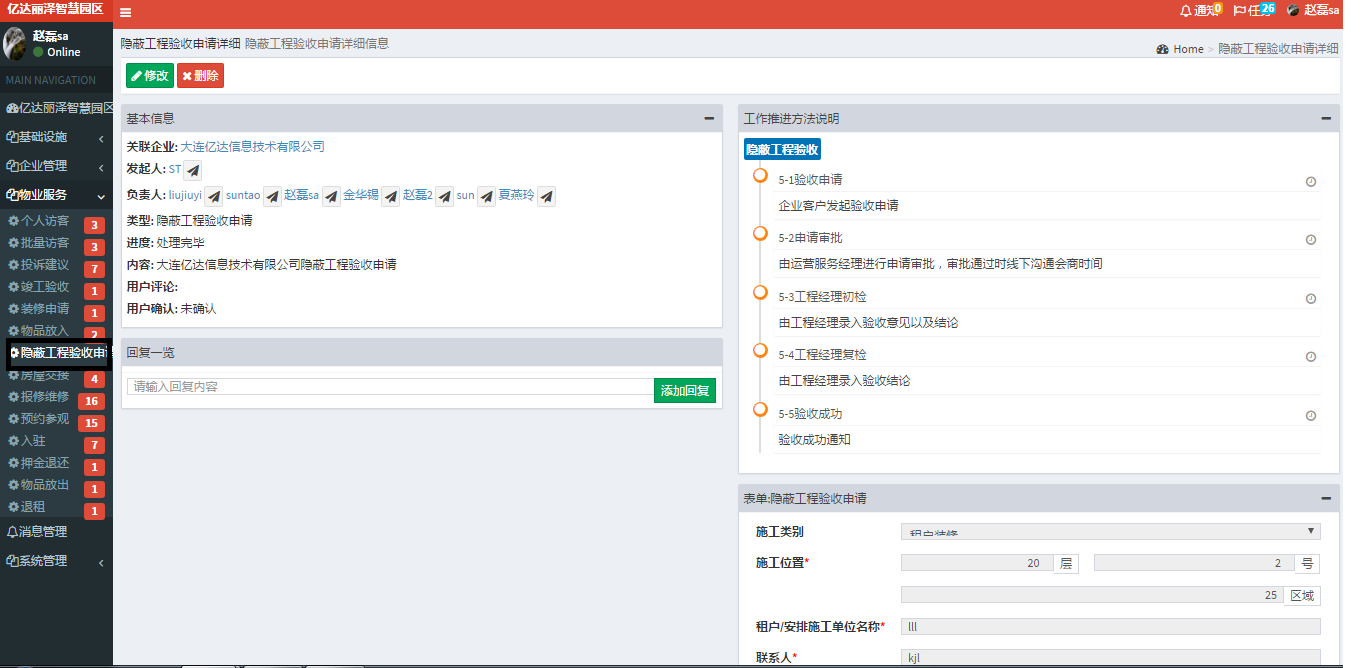 亿达丽泽智慧园区
通知 0
任务 26
赵磊sa
赵磊sa
Online
MAIN NAVIGATION
亿达丽泽智慧园区
基础设施
企业管理
物业服务
个人访客 3
批量访客 3
投诉建议 7
竣工验收 1
装修申请 1
物品放入 2
隐蔽工程验收申请
房屋交接 4
报修维修 16
预约参观 15
入驻 7
押金退还 1
物品放出 1
退租 1
消息管理
系统管理
隐蔽工程验收申请详细 隐蔽工程验收申请详细信息
Home > 隐蔽工程验收申请详细
修改 删除
基本信息
关联企业: 大连亿达信息技术有限公司
发起人: ST
负责人: liujiuyi suntao 赵磊sa 金华锡 赵磊2 sun 夏燕玲
类型: 隐蔽工程验收申请
进度: 处理完毕
内容: 大连亿达信息技术有限公司隐蔽工程验收申请
用户评论:
用户确认: 未确认
回复一览
请输入回复内容 添加回复
工作推进方法说明
隐蔽工程验收
5-1验收申请
企业客户发起验收申请
5-2申请审批
由运营服务经理进行申请审批，审批通过时线下沟通会商时间
5-3工程经理初检
由工程经理录入验收意见以及结论
5-4工程经理复检
由工程经理录入验收结论
5-5验收成功
验收成功通知
表单:隐蔽工程验收申请
施工类别 租户装修
施工位置* 20 层 2 号
25 区域
租户/安排施工单位名称* lll
联系人* kjl